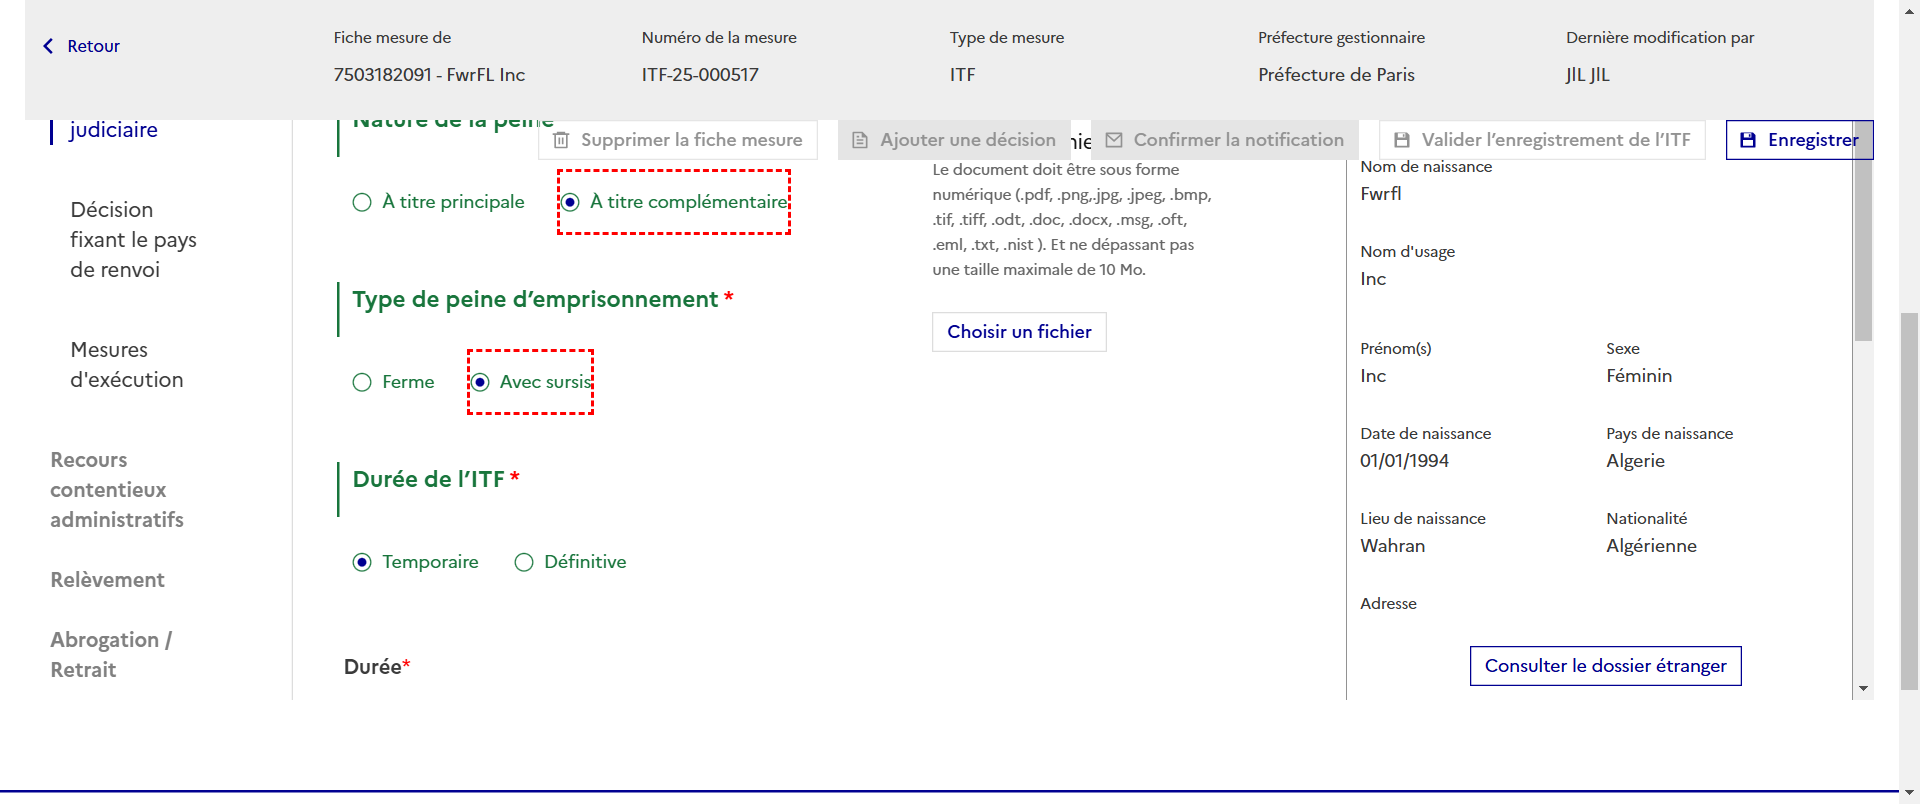 Retour
Fiche mesure de
7503182091 - FwrFL Inc
Numéro de la mesure
ITF-25-000517
Type de mesure
ITF
Préfecture gestionnaire
Préfecture de Paris
Dernière modification par
JlL JlL
Supprimer la fiche mesure
Ajouter une décision
Confirmer la notification
Valider l’enregistrement de l’ITF
Enregistrer
judiciaire
Décision
fixant le pays
de renvoi
Mesures
d'exécution
Recours
contentieux
administratifs
Relèvement
Abrogation /
Retrait
Nature de la peine
À titre principale
À titre complémentaire
Type de peine d’emprisonnement *
Ferme
Avec sursis
Durée de l’ITF *
Temporaire
Définitive
Durée*
Le document doit être sous forme
numérique (.pdf, .png,.jpg, .jpeg, .bmp,
.tif, .tiff, .odt, .doc, .docx, .msg, .oft,
.eml, .txt, .nist ). Et ne dépassant pas
une taille maximale de 10 Mo.
Choisir un fichier
Nom de naissance
Fwrfl
Nom d'usage
Inc
Prénom(s)
Inc
Sexe
Féminin
Date de naissance
01/01/1994
Pays de naissance
Algerie
Lieu de naissance
Wahran
Nationalité
Algérienne
Adresse
Consulter le dossier étranger